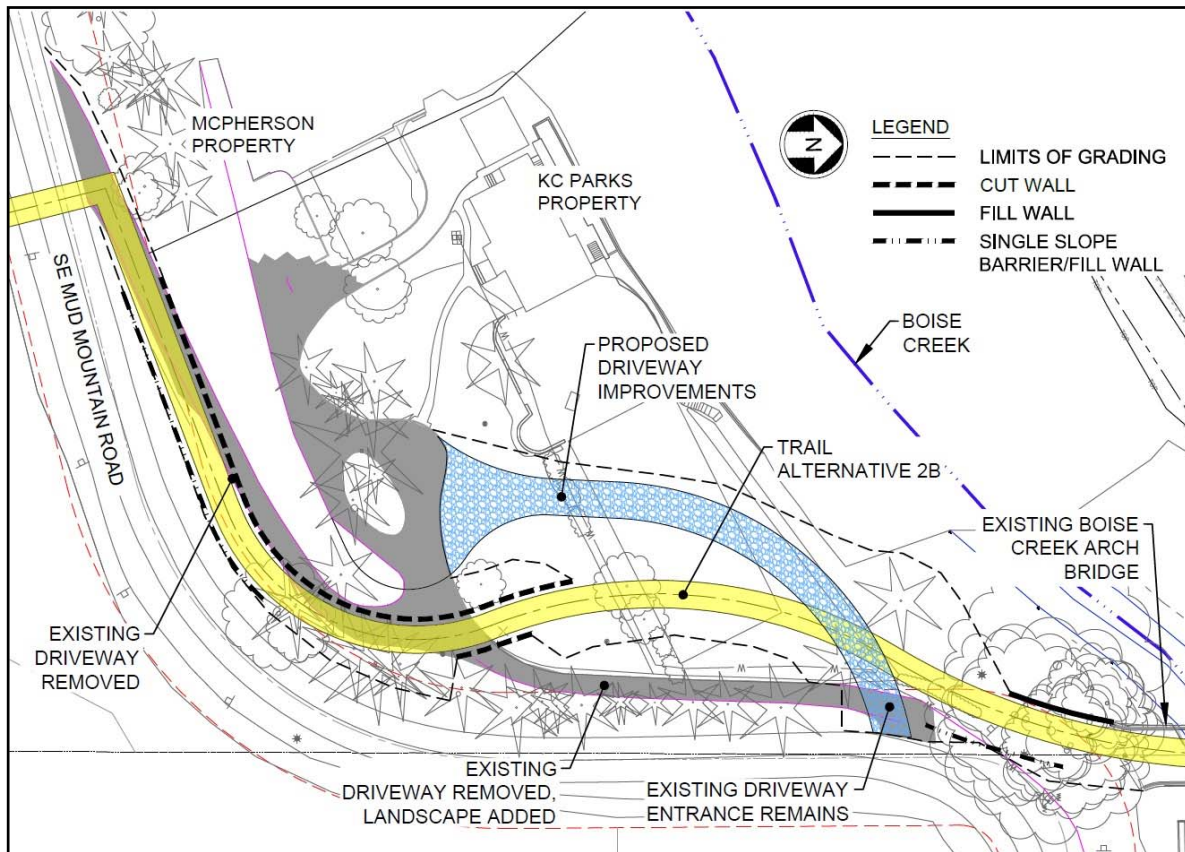 MCPHERSON
PROPERTY
KC PARKS
PROPERTY
N
LEGEND
LIMITS OF GRADING
CUT WALL
FILL WALL
SINGLE SLOPE
BARRIER/FILL WALL
SE MUD MOUNTAIN ROAD
BOISE
CREEK
PROPOSED
DRIVEWAY
IMPROVEMENTS
TRAIL
ALTERNATIVE 2B
EXISTING BOISE
CREEK ARCH
BRIDGE
EXISTING
DRIVEWAY
REMOVED
EXISTING
DRIVEWAY REMOVED,
LANDSCAPE ADDED
EXISTING DRIVEWAY
ENTRANCE REMAINS
W
W
W
W